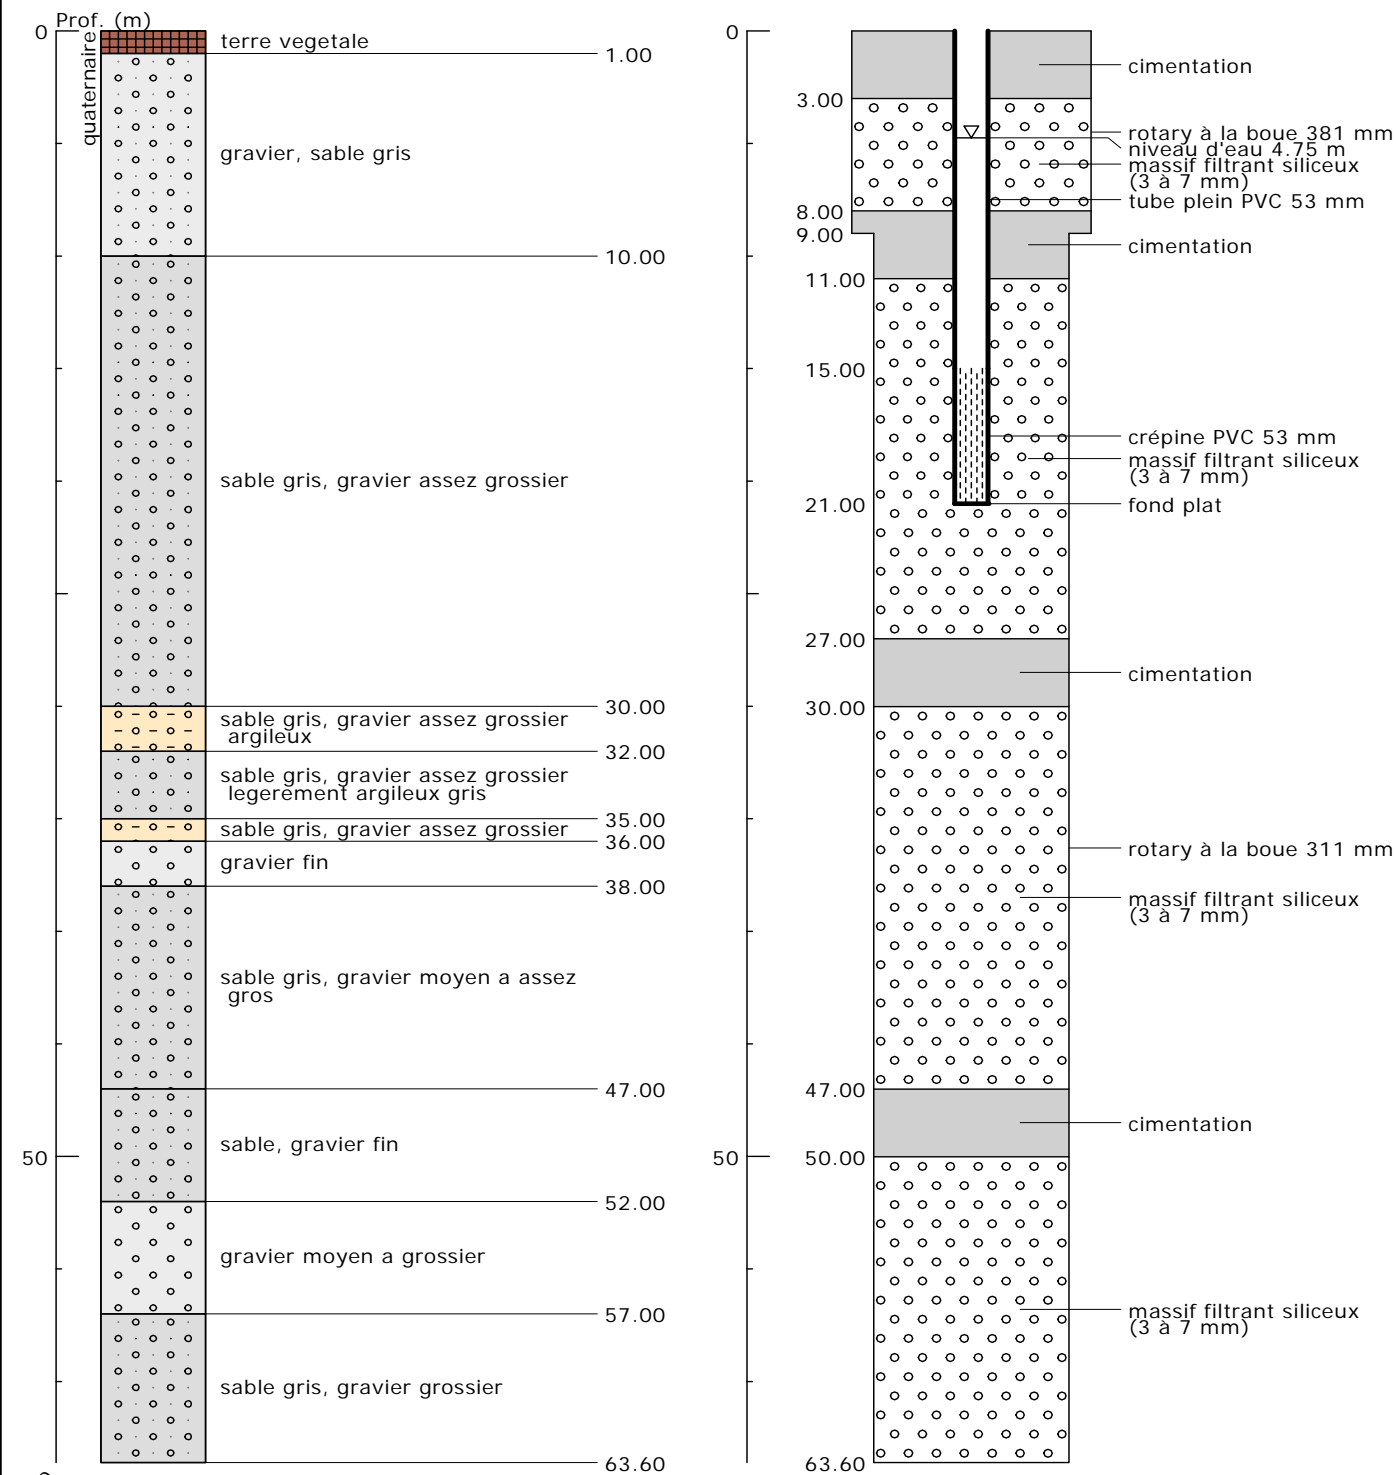 Prof. (m)
0
quaternaire
terre vegetale
1.00
gravier, sable gris
10.00
sable gris, gravier assez grossier
30.00
sable gris, gravier assez grossier
argileux
32.00
sable gris, gravier assez grossier
legerement argileux gris
35.00
sable gris, gravier assez grossier
36.00
gravier fin
38.00
sable gris, gravier moyen a assez
gros
47.00
sable, gravier fin
50
52.00
gravier moyen a grossier
57.00
sable gris, gravier grossier
63.60
0
cimentation
3.00
rotary à la boue 381 mm
niveau d'eau 4.75 m
massif filtrant siliceux
(3 à 7 mm)
tube plein PVC 53 mm
8.00
9.00
cimentation
11.00
15.00
crépine PVC 53 mm
massif filtrant siliceux
(3 à 7 mm)
21.00
fond plat
27.00
cimentation
30.00
rotary à la boue 311 mm
massif filtrant siliceux
(3 à 7 mm)
47.00
cimentation
50
50.00
massif filtrant siliceux
(3 à 7 mm)
63.60